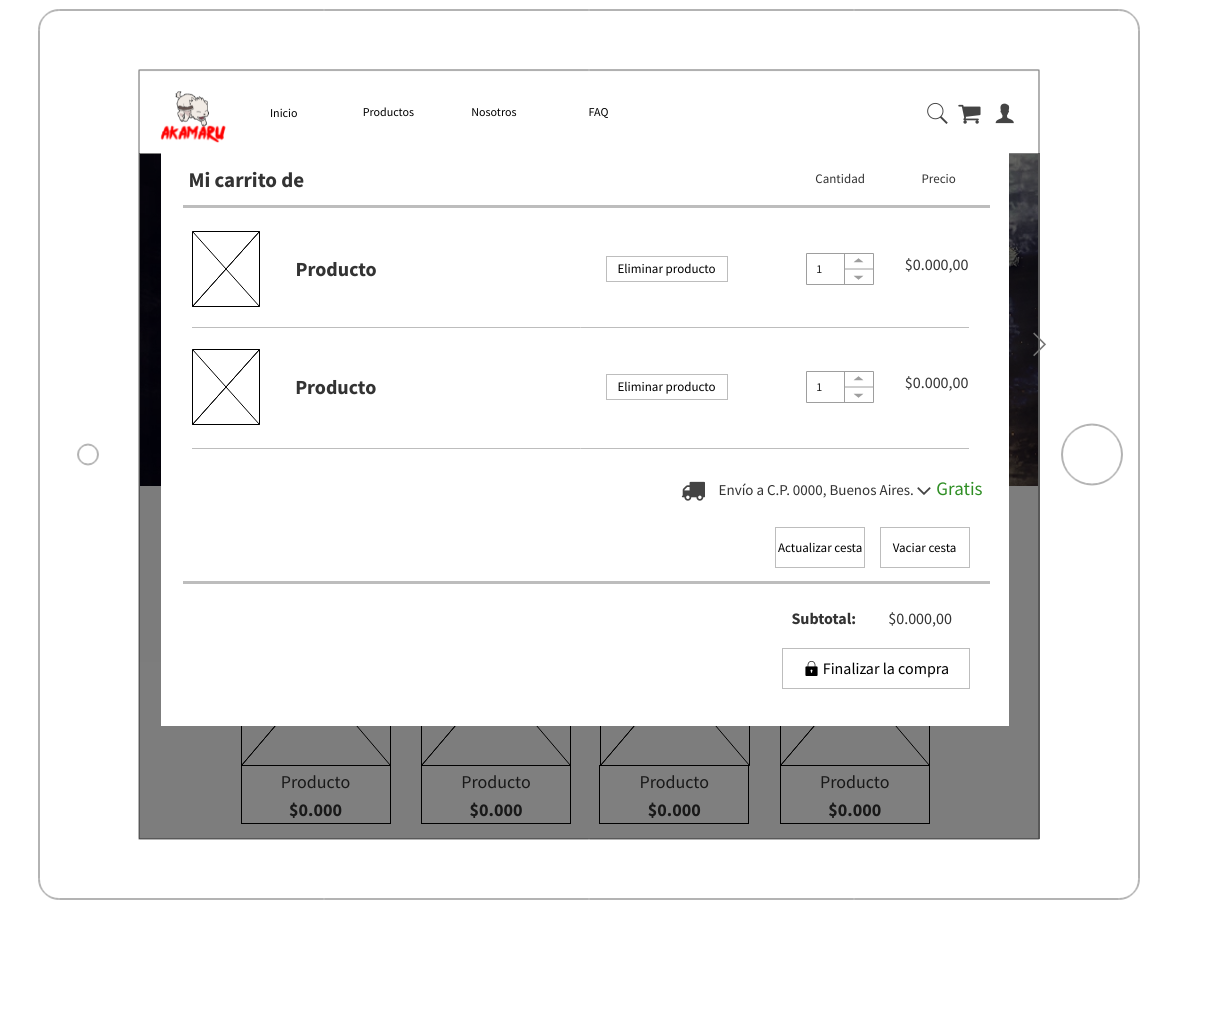 AKAMARU
Inicio Productos Nosotros FAQ
Mi carrito de Cantidad Precio
Producto Eliminar producto 1 $0.000,00
Producto Eliminar producto 1 $0.000,00
Envío a C.P. 0000, Buenos Aires. Gratis
Actualizar cesta Vaciar cesta
Subtotal: $0.000,00
Finalizar la compra
Producto Producto Producto Producto
$0.000 $0.000 $0.000 $0.000